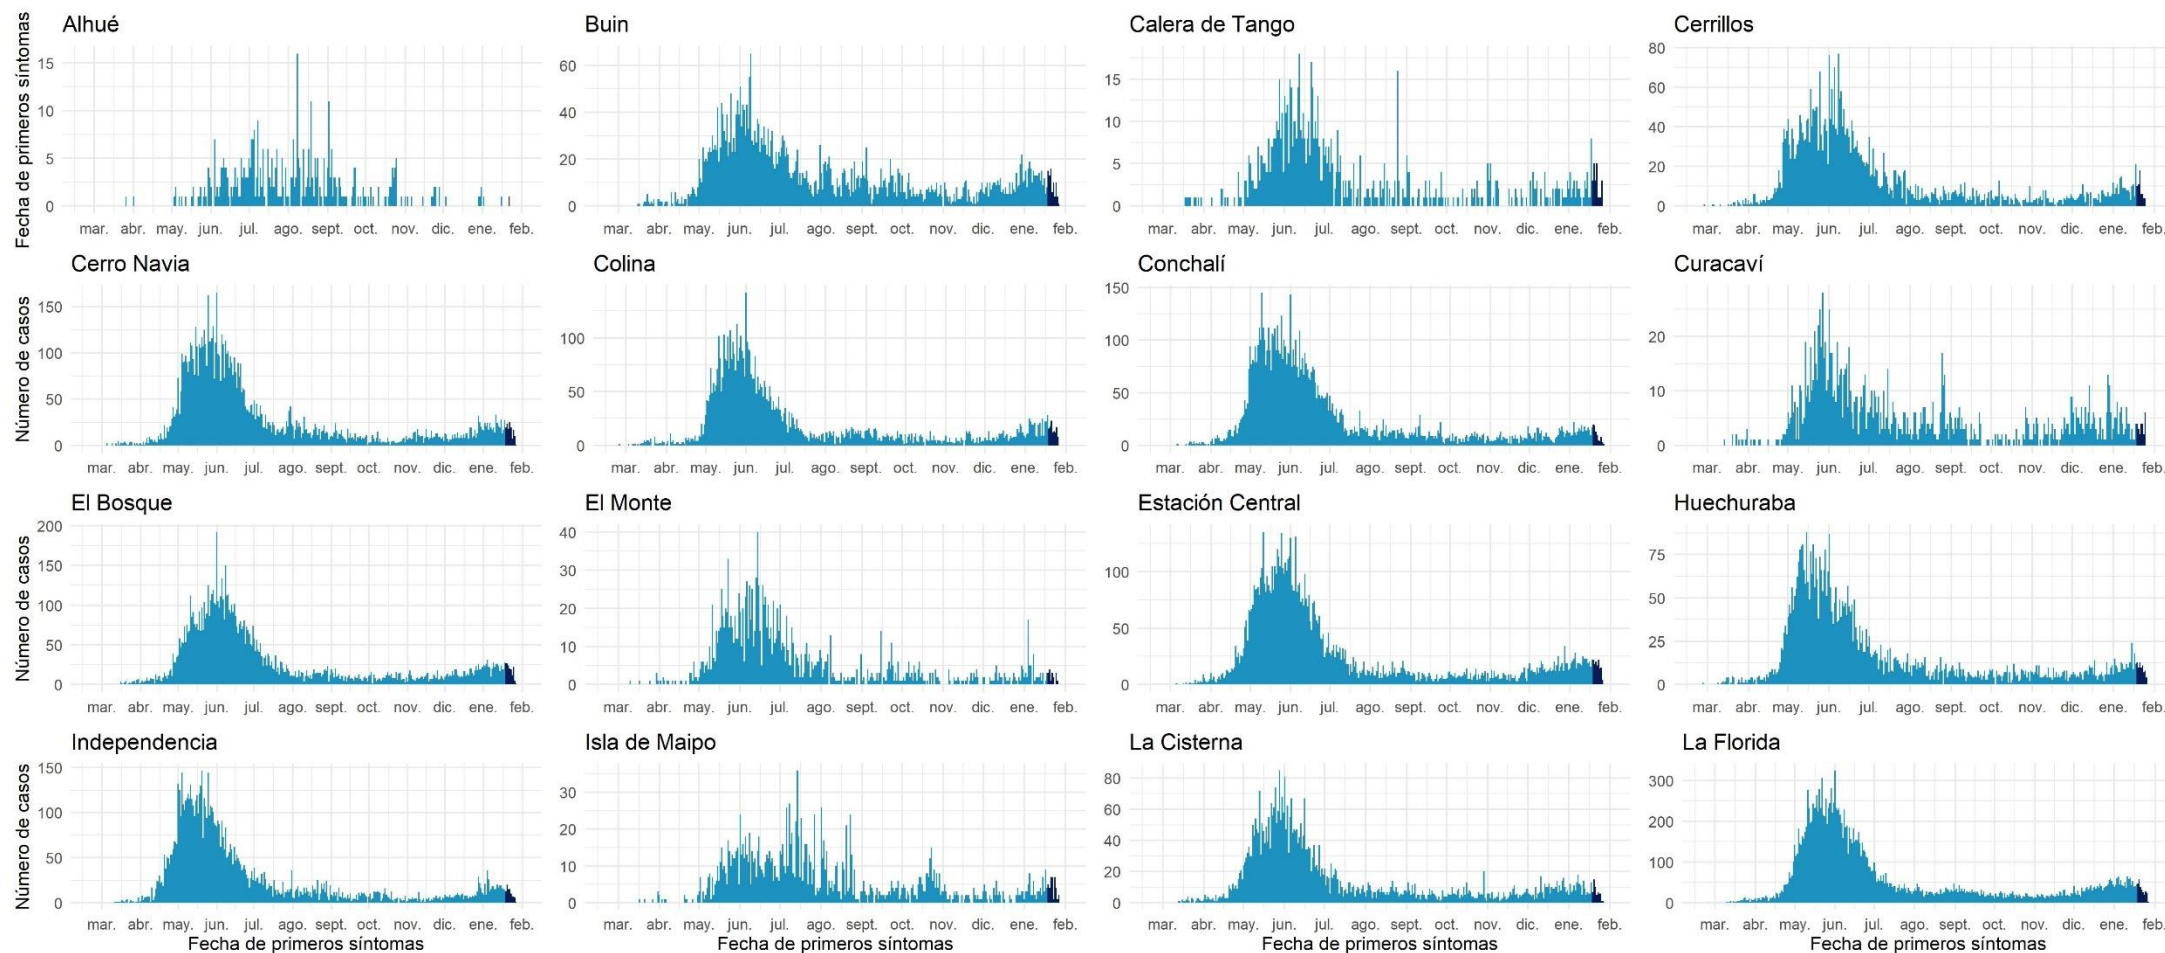 Alhué
Fecha de primeros síntomas
15
10
5
0
mar. abr. may. jun. jul. ago. sept. oct. nov. dic. ene. feb.
Buin
60
40
20
0
mar. abr. may. jun. jul. ago. sept. oct. nov. dic. ene. feb.
Calera de Tango
15
10
5
0
mar. abr. may. jun. jul. ago. sept. oct. nov. dic. ene. feb.
Cerrillos
80
60
40
20
0
mar. abr. may. jun. jul. ago. sept. oct. nov. dic. ene. feb.
Cerro Navia
Número de casos
150
100
50
0
mar. abr. may. jun. jul. ago. sept. oct. nov. dic. ene. feb.
Colina
100
50
0
mar. abr. may. jun. jul. ago. sept. oct. nov. dic. ene. feb.
Conchalí
150
100
50
0
mar. abr. may. jun. jul. ago. sept. oct. nov. dic. ene. feb.
Curacaví
20
10
0
mar. abr. may. jun. jul. ago. sept. oct. nov. dic. ene. feb.
El Bosque
Número de casos
200
150
100
50
0
mar. abr. may. jun. jul. ago. sept. oct. nov. dic. ene. feb.
El Monte
40
30
20
10
0
mar. abr. may. jun. jul. ago. sept. oct. nov. dic. ene. feb.
Estación Central
100
50
0
mar. abr. may. jun. jul. ago. sept. oct. nov. dic. ene. feb.
Huechuraba
75
50
25
0
mar. abr. may. jun. jul. ago. sept. oct. nov. dic. ene. feb.
Independencia
Número de casos
150
100
50
0
mar. abr. may. jun. jul. ago. sept. oct. nov. dic. ene. feb.
Fecha de primeros síntomas
Isla de Maipo
30
20
10
0
mar. abr. may. jun. jul. ago. sept. oct. nov. dic. ene. feb.
Fecha de primeros síntomas
La Cisterna
80
60
40
20
0
mar. abr. may. jun. jul. ago. sept. oct. nov. dic. ene. feb.
Fecha de primeros síntomas
La Florida
300
200
100
0
mar. abr. may. jun. jul. ago. sept. oct. nov. dic. ene. feb.
Fecha de primeros síntomas